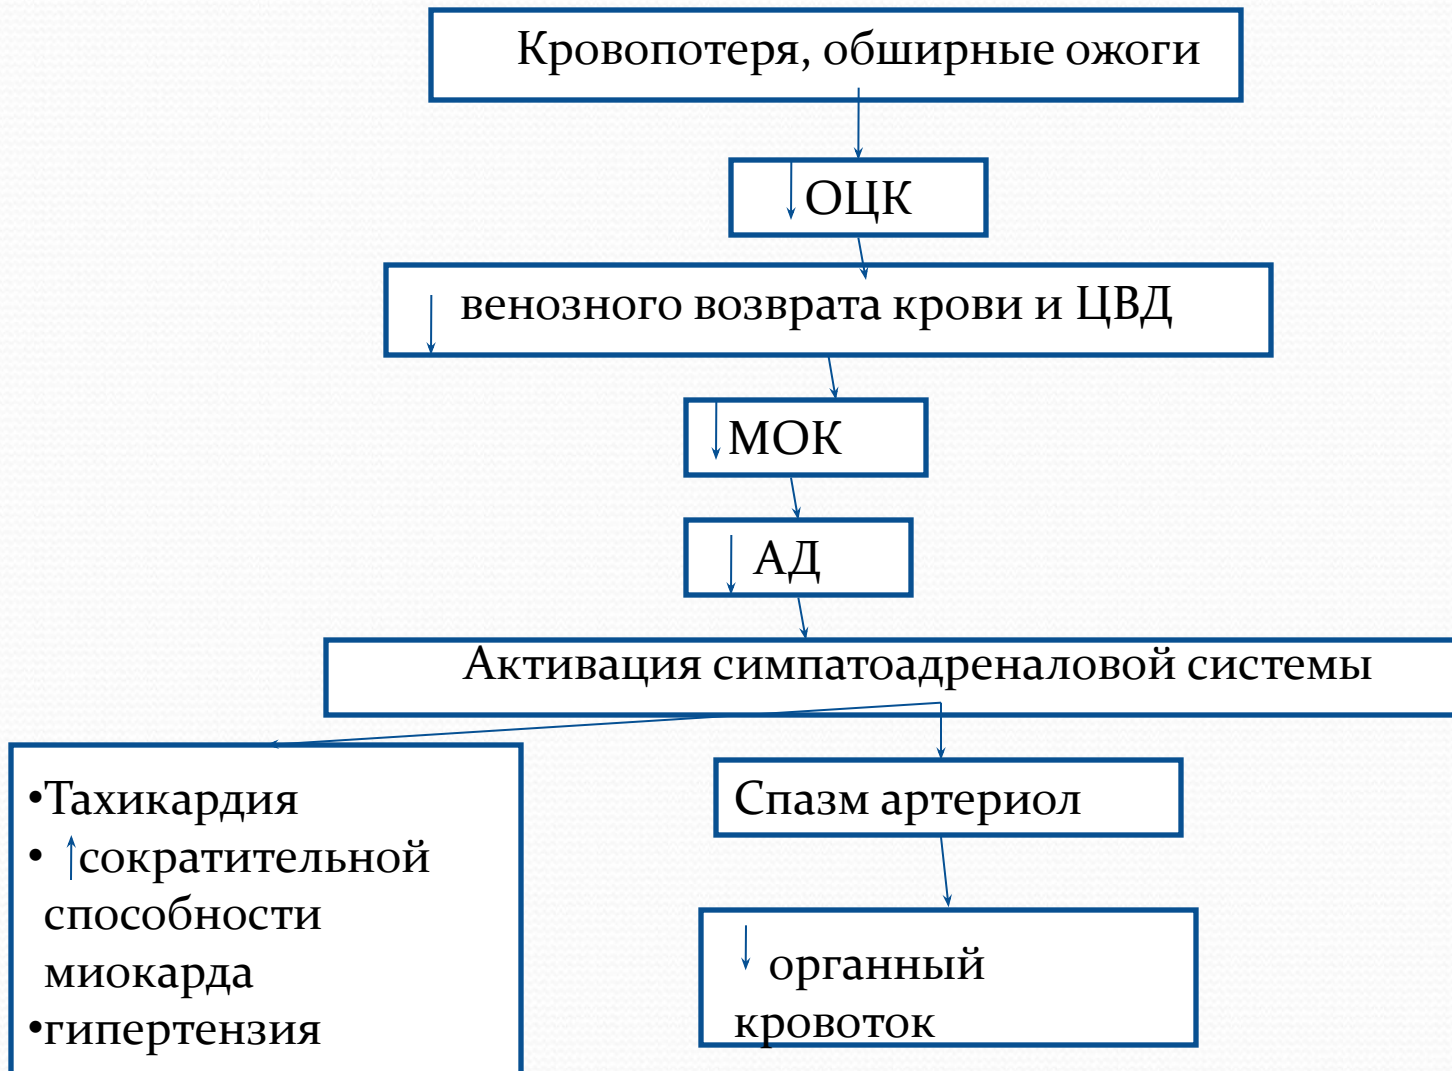 Кровопотеря, обширные ожоги
ОЦК
венозного возврата крови и ЦВД
МОК
АД
Активация симпатоадреналовой системы
•Тахикардия
• сократительной
способности
миокарда
•гипертензия
Спазм артериол
органный
кровоток